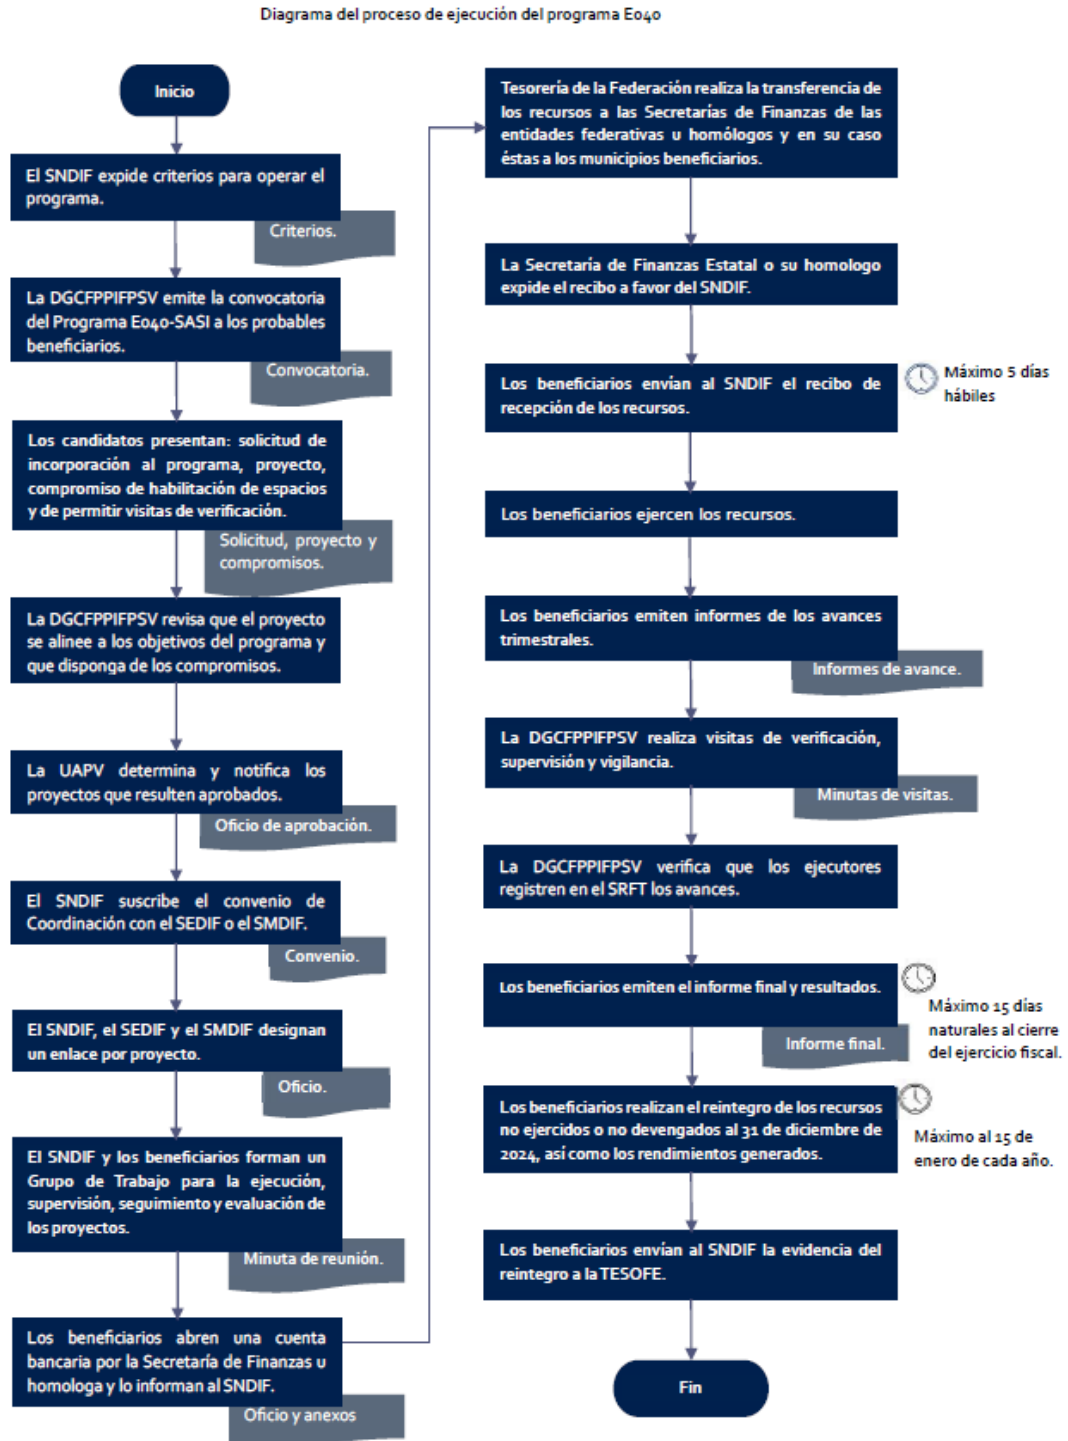 Diagrama del proceso de ejecución del programa E040
Inicio
El SNDIF expide criterios para operar el
programa.
Criterios.
La DGCFPPIFPSV emite la convocatoria
del Programa E040-SASI a los probables
beneficiarios.
Convocatoria.
Los candidatos presentan: solicitud de
incorporación al programa, proyecto,
compromiso de habilitación de espacios
y de permitir visitas de verificación.
Solicitud, proyecto y
compromisos.
La DGCFPPIFPSV revisa que el proyecto
se alinee a los objetivos del programa y
que disponga de los compromisos.
La UAPV determina y notifica los
proyectos que resulten aprobados.
Oficio de aprobación.
El SNDIF suscribe el convenio de
Coordinación con el SEDIF o el SMDIF.
Convenio.
El SNDIF, el SEDIF y el SMDIF designan
un enlace por proyecto.
Oficio.
El SNDIF y los beneficiarios forman un
Grupo de Trabajo para la ejecución,
supervisión, seguimiento y evaluación de
los proyectos.
Minuta de reunión.
Los beneficiarios abren una cuenta
bancaria por la Secretaría de Finanzas u
homologa y lo informan al SNDIF.
Oficio y anexos
Tesorería de la Federación realiza la transferencia de
los recursos a las Secretarías de Finanzas de las
entidades federativas u homólogos y en su caso
éstas a los municipios beneficiarios.
La Secretaría de Finanzas Estatal o su homologo
expide el recibo a favor del SNDIF.
Los beneficiarios envían al SNDIF el recibo de
recepción de los recursos.
Máximo 5 días
hábiles
Los beneficiarios ejercen los recursos.
Los beneficiarios emiten informes de los avances
trimestrales.
Informes de avance.
La DGCFPPIFPSV realiza visitas de verificación,
supervisión y vigilancia.
Minutas de visitas.
La DGCFPPIFPSV verifica que los ejecutores
registren en el SRFT los avances.
Los beneficiarios emiten el informe final y resultados.
Máximo 15 días
naturales al cierre
del ejercicio fiscal.
Informe final.
Los beneficiarios realizan el reintegro de los recursos
no ejercidos o no devengados al 31 de diciembre de
2024, así como los rendimientos generados.
Máximo al 15 de
enero de cada año.
Los beneficiarios envían al SNDIF la evidencia del
reintegro a la TESOFE.
Fin